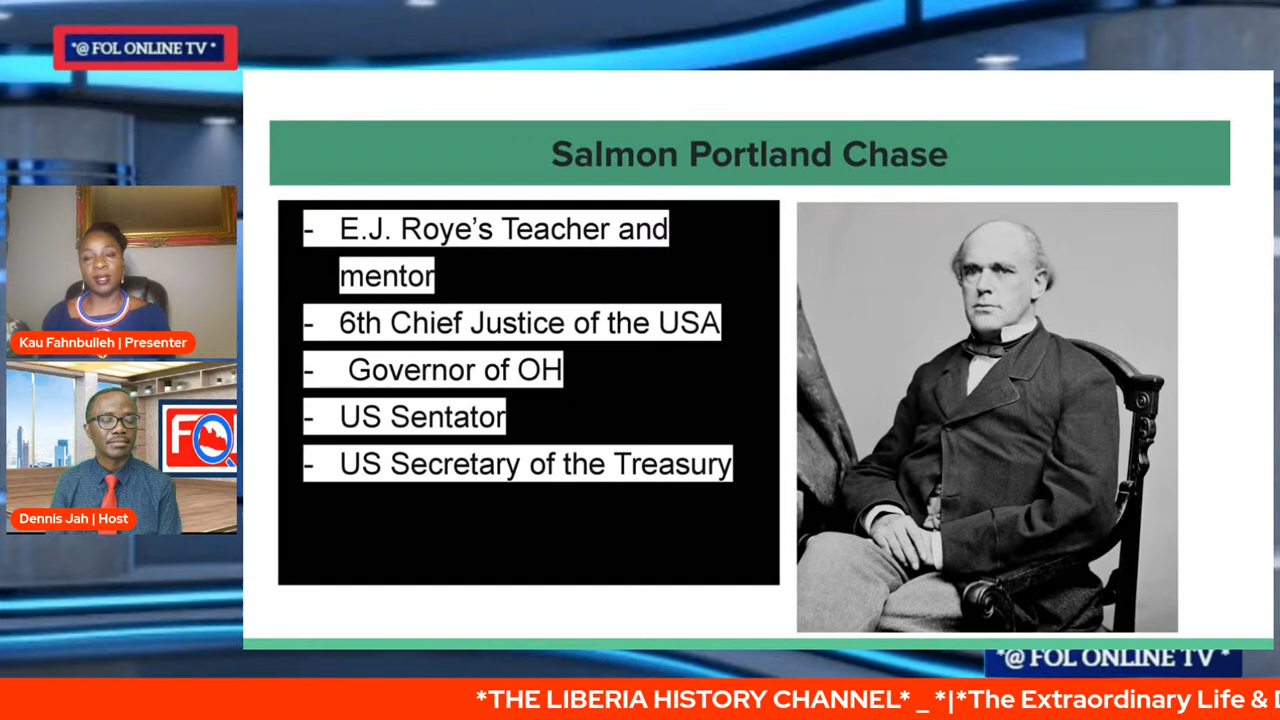 *@ FOL ONLINE TV *
Salmon Portland Chase
- E.J. Roye’s Teacher and
mentor
- 6th Chief Justice of the USA
- Governor of OH
- US Sentator
- US Secretary of the Treasury
Kau Fahnbulleh | Presenter
FOL
Dennis Jah | Host
*@ FOL ONLINE TV *
*THE LIBERIA HISTORY CHANNEL* _ *|*The Extraordinary Life &